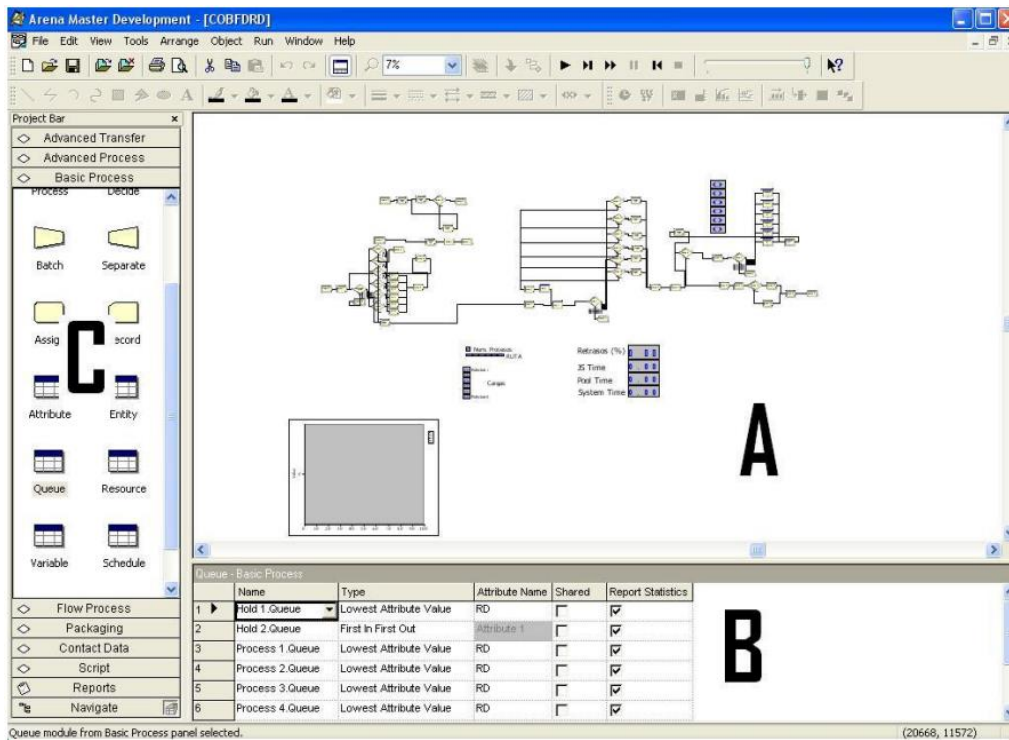 Arena Master Development - [COBFDRD]
File Edit View Tools Arrange Object Run Window Help
7%
Project Bar
Advanced Transfer
Advanced Process
Basic Process
Process Decide
Batch Separate
Assig ecord
C
Attribute Entity
Queue Resource
Variable Schedule
Flow Process
Packaging
Contact Data
Script
Reports
Navigate
Num. Procesos
Cargas
Retrasos (%)
JS Time
Pool Time
System Time
A
Queue - Basic Process
Name Type Attribute Name Shared Report Statistics
1 Hold 1.Queue Lowest Attribute Value RD
2 Hold 2.Queue First In First Out Attribute 1
3 Process 1.Queue Lowest Attribute Value RD
4 Process 2.Queue Lowest Attribute Value RD
5 Process 3.Queue Lowest Attribute Value RD
6 Process 4.Queue Lowest Attribute Value RD
B
Queue module from Basic Process panel selected. (20668, 11572)